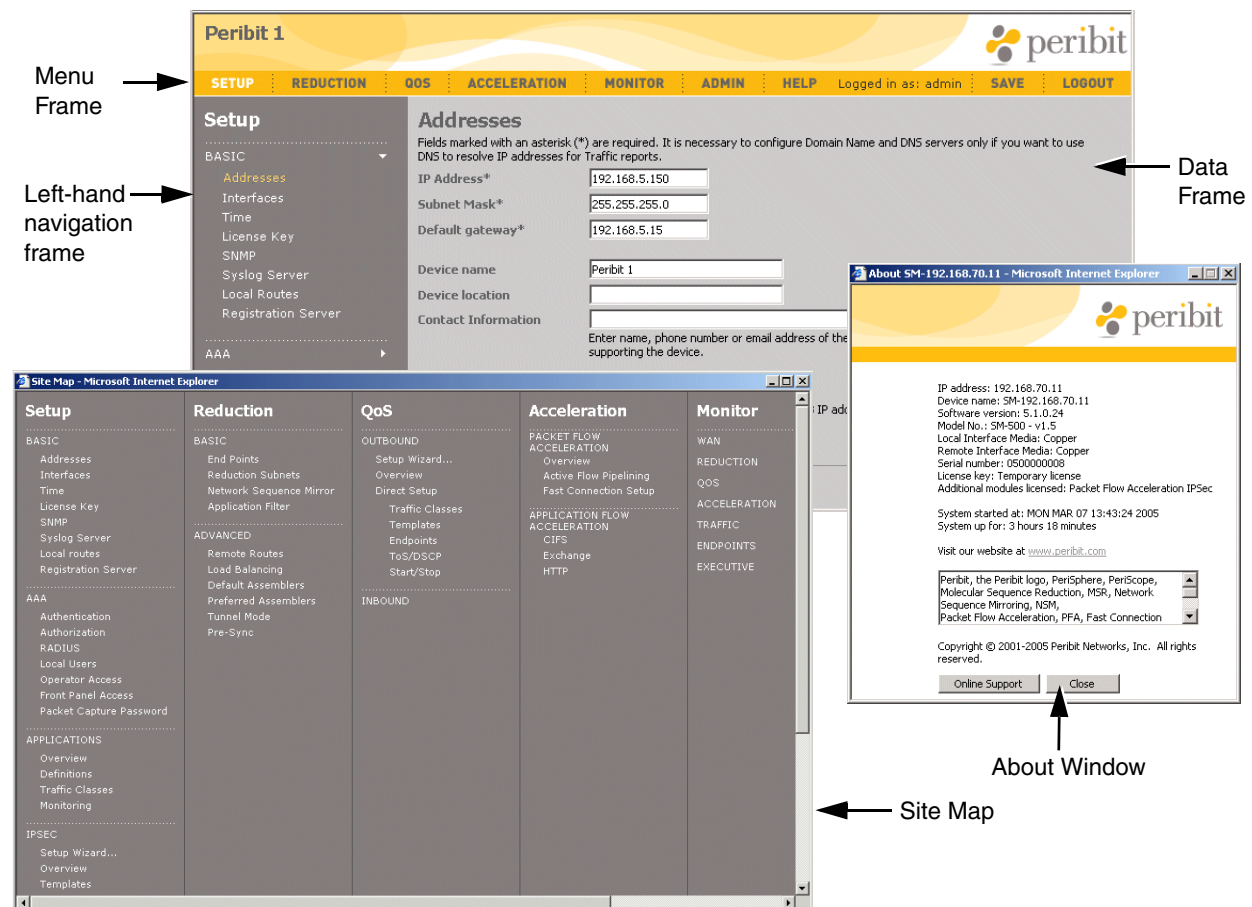 Peribit 1
peribit
SETUP REDUCTION QOS ACCELERATION MONITOR ADMIN HELP Logged in as: admin SAVE LOGOUT
Menu
Frame
Left-hand
navigation
frame
Data
Frame
Setup
BASIC
Addresses
Interfaces
Time
License Key
SNMP
Syslog Server
Local Routes
Registration Server
AAA
Addresses
Fields marked with an asterisk (*) are required. It is necessary to configure Domain Name and DNS servers only if you want to use
DNS to resolve IP addresses for Traffic reports.
IP Address* 192.168.5.150
Subnet Mask* 255.255.255.0
Default gateway* 192.168.5.15
Device name Peribit 1
Device location
Contact Information
Enter name, phone number or email address of the
supporting the device.
IP add
Site Map - Microsoft Internet Explorer
Setup
BASIC
Addresses
Interfaces
Time
License Key
SNMP
Syslog Server
Local routes
Registration Server
AAA
Authentication
Authorization
RADIUS
Local Users
Operator Access
Front Panel Access
Packet Capture Password
APPLICATIONS
Overview
Definitions
Traffic Classes
Monitoring
IPSEC
Setup Wizard...
Overview
Templates
Reduction
BASIC
End Points
Reduction Subnets
Network Sequence Mirror
Application Filter
ADVANCED
Remote Routes
Load Balancing
Default Assemblers
Preferred Assemblers
Tunnel Mode
Pre-Sync
QoS
OUTBOUND
Setup Wizard...
Overview
Direct Setup
Traffic Classes
Templates
Endpoints
ToS/DSCP
Start/Stop
INBOUND
Acceleration
PACKET FLOW
ACCELERATION
Overview
Active Flow Pipelining
Fast Connection Setup
APPLICATION FLOW
ACCELERATION
CIFS
Exchange
HTTP
Monitor
WAN
REDUCTION
QOS
ACCELERATION
TRAFFIC
ENDPOINTS
EXECUTIVE
Site Map
About SM-192.168.70.11 - Microsoft Internet Explorer
peribit
IP address: 192.168.70.11
Device name: SM-192.168.70.11
Software version: 5.1.0.24
Model No.: SM-500 - v1.5
Local Interface Media: Copper
Remote Interface Media: Copper
Serial number: 0500000008
License key: Temporary license
Additional modules licensed: Packet Flow Acceleration IPSec
System started at: MON MAR 07 13:43:24 2005
System up for: 3 hours 18 minutes
Visit our website at www.peribit.com
Peribit, the Peribit logo, PeriSphere, PeriScope,
Molecular Sequence Reduction, MSR, Network
Sequence Mirroring, NSM,
Packet Flow Acceleration, PFA, Fast Connection
Copyright © 2001-2005 Peribit Networks, Inc. All rights
reserved.
Online Support Close
About Window